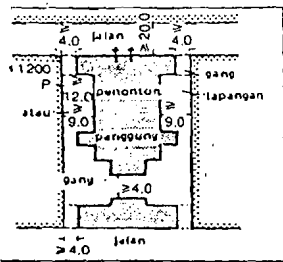 ≥ 4.0 jalan ≥ 20.0 ≥ 4.0
≤ 1200 gang
P penonton lapangan
≥ 12.0
atau ≥ 9.0 ≥ 9.0
panggung
gang
≥4.0
≥ 4.0 jalan